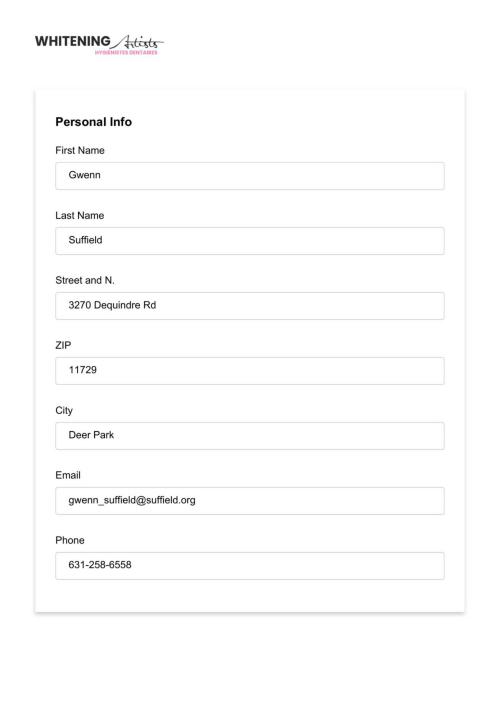 WHITENING Artists
HYGIÉNISTES DENTAIRES
Personal Info
First Name
Gwenn
Last Name
Suffield
Street and N.
3270 Dequindre Rd
ZIP
11729
City
Deer Park
Email
gwenn_suffield@suffield.org
Phone
631-258-6558